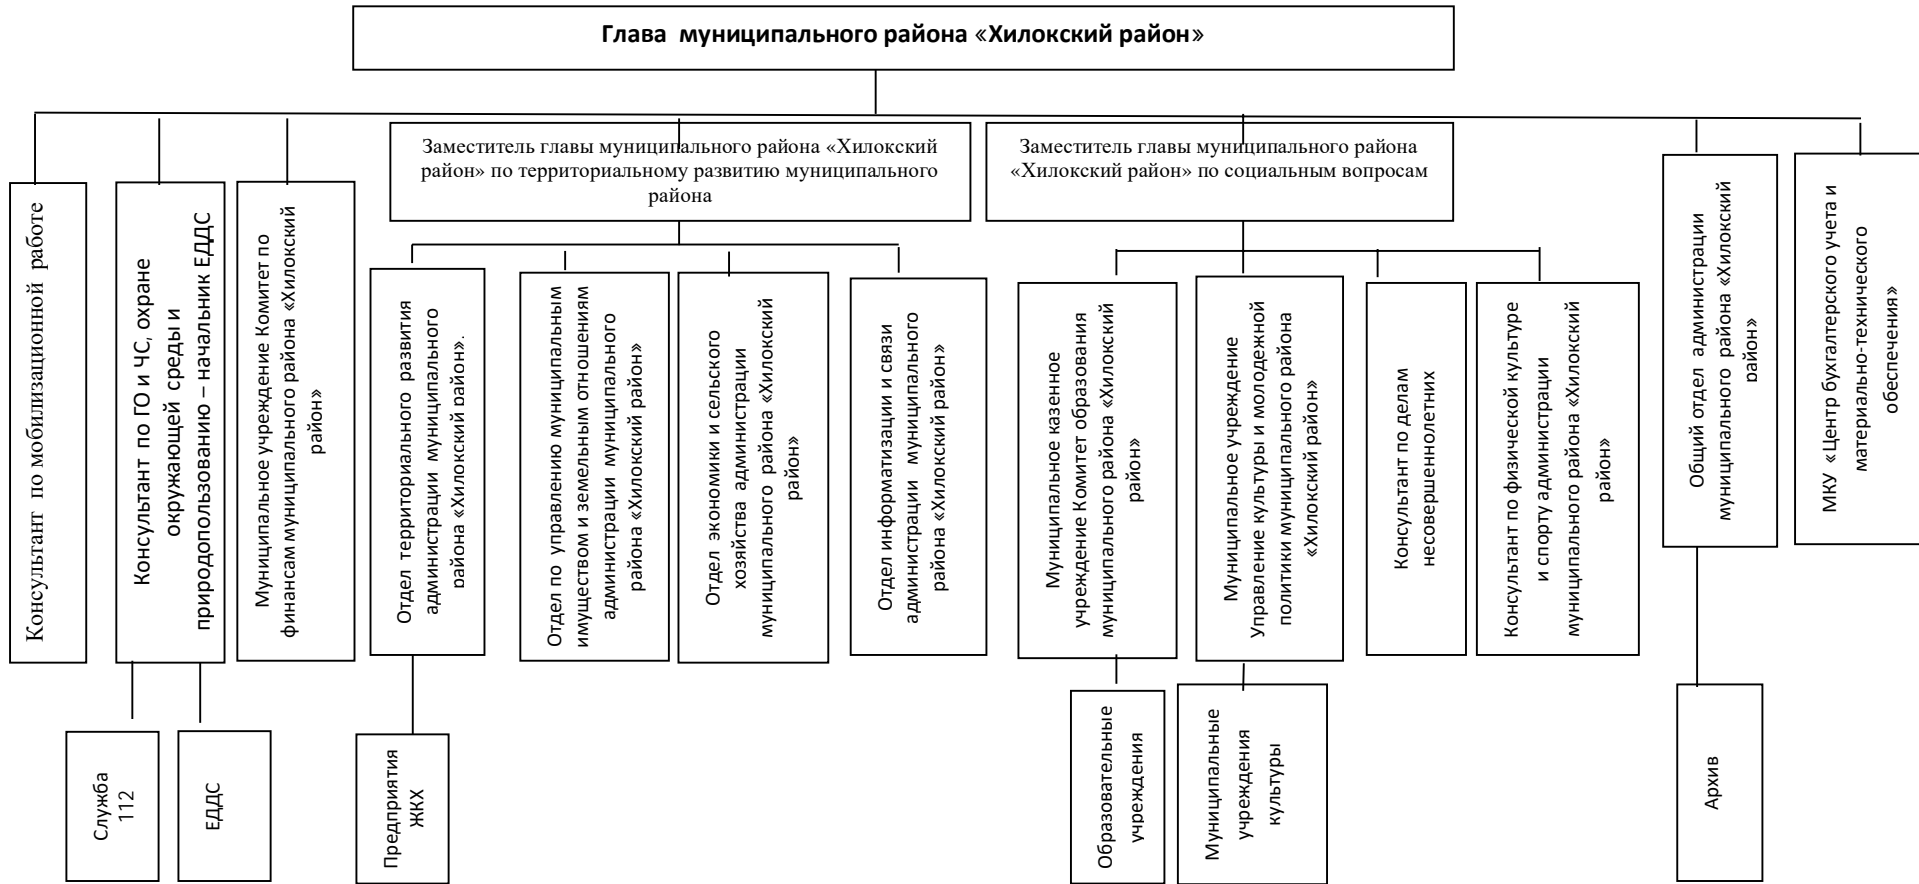 Глава муниципального района «Хилокский район»
Заместитель главы муниципального района «Хилокский
район» по территориальному развитию муниципального
района
Заместитель главы муниципального района
«Хилокский район» по социальным вопросам
Консультант по мобилизационной работе
Консультант по ГО и ЧС, охране
окружающей среды и
природопользованию – начальник ЕДДС
Муниципальное учреждение Комитет по
финансам муниципального района «Хилокский
район»
Отдел территориального развития
администрации муниципального
района «Хилокский район».
Отдел по управлению муниципальным
имуществом и земельным отношениям
администрации муниципального
района «Хилокский район»
Отдел экономики и сельского
хозяйства администрации
муниципального района «Хилокский
район»
Отдел информатизации и связи
администрации муниципального
района «Хилокский район»
Муниципальное казенное
учреждение Комитет образования
муниципального района «Хилокский
район»
Муниципальное учреждение
Управление культуры и молодежной
политики муниципального района
«Хилокский район»
Консультант по делам
несовершеннолетних
Консультант по физической культуре
и спорту администрации
муниципального района «Хилокский
район»
Общий отдел администрации
муниципального района «Хилокский
район»
МКУ «Центр бухгалтерского учета и
материально-технического
обеспечения»
Служба
112
ЕДДС
Предприятия
ЖКХ
Образовательные
учреждения
Муниципальные
учреждения
культуры
Архив